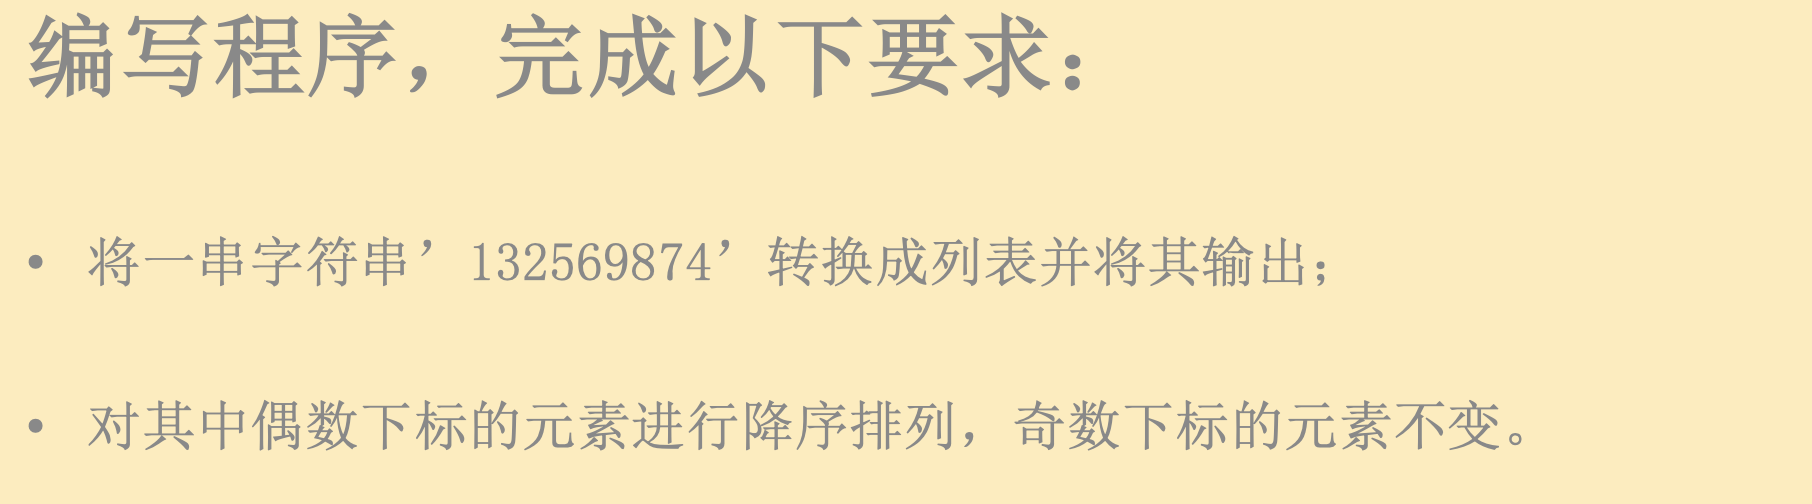 编写程序，完成以下要求：
• 将一串字符串’132569874’转换成列表并将其输出；
• 对其中偶数下标的元素进行降序排列，奇数下标的元素不变。